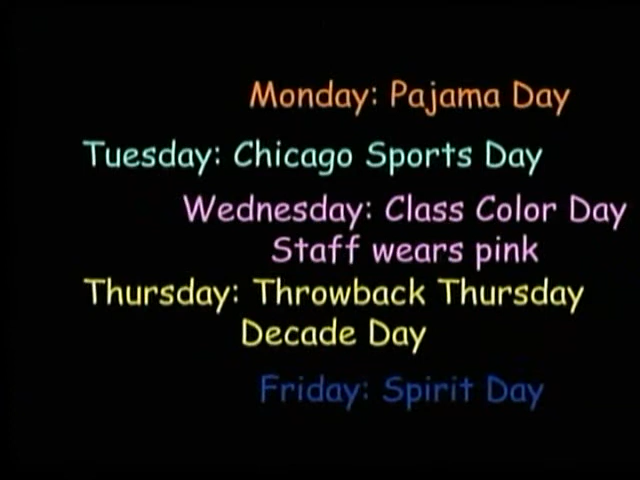 Monday: Pajama Day
Tuesday: Chicago Sports Day
Wednesday: Class Color Day
Staff wears pink
Thursday: Throwback Thursday
Decade Day
Friday: Spirit Day